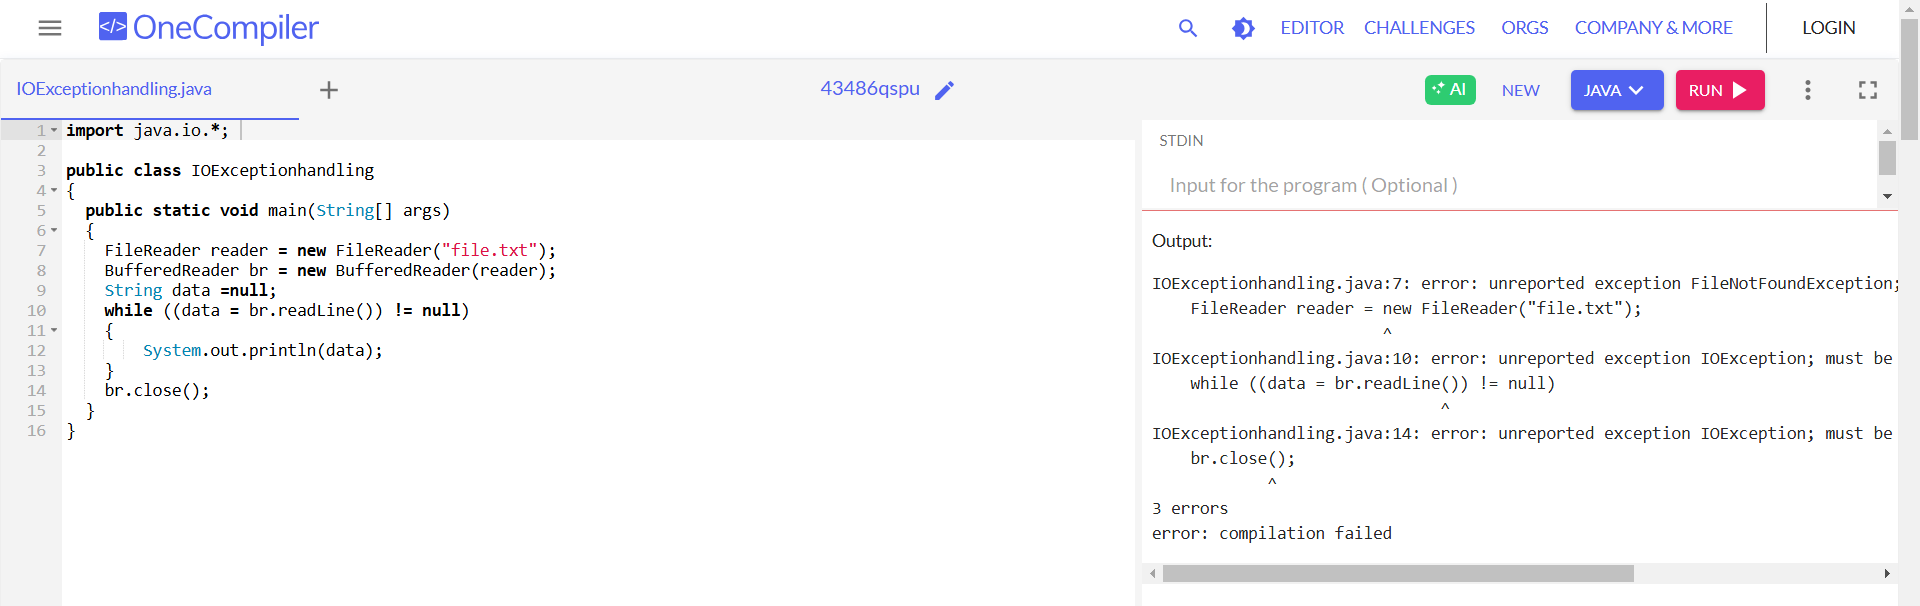 OneCompiler
EDITOR CHALLENGES ORGS COMPANY & MORE LOGIN
IOExceptionhandling.java + 43486qspu AI NEW JAVA RUN
1 import java.io.*;
2
3 public class IOExceptionhandling
4 {
5   public static void main(String[] args)
6   {
7     FileReader reader = new FileReader("file.txt");
8     BufferedReader br = new BufferedReader(reader);
9     String data =null;
10     while ((data = br.readLine()) != null)
11     {
12         System.out.println(data);
13     }
14     br.close();
15   }
16 }
STDIN
Input for the program ( Optional )
Output:
IOExceptionhandling.java:7: error: unreported exception FileNotFoundException;
    FileReader reader = new FileReader("file.txt");
                        ^
IOExceptionhandling.java:10: error: unreported exception IOException; must be
    while ((data = br.readLine()) != null)
                              ^
IOExceptionhandling.java:14: error: unreported exception IOException; must be
    br.close();
            ^
3 errors
error: compilation failed